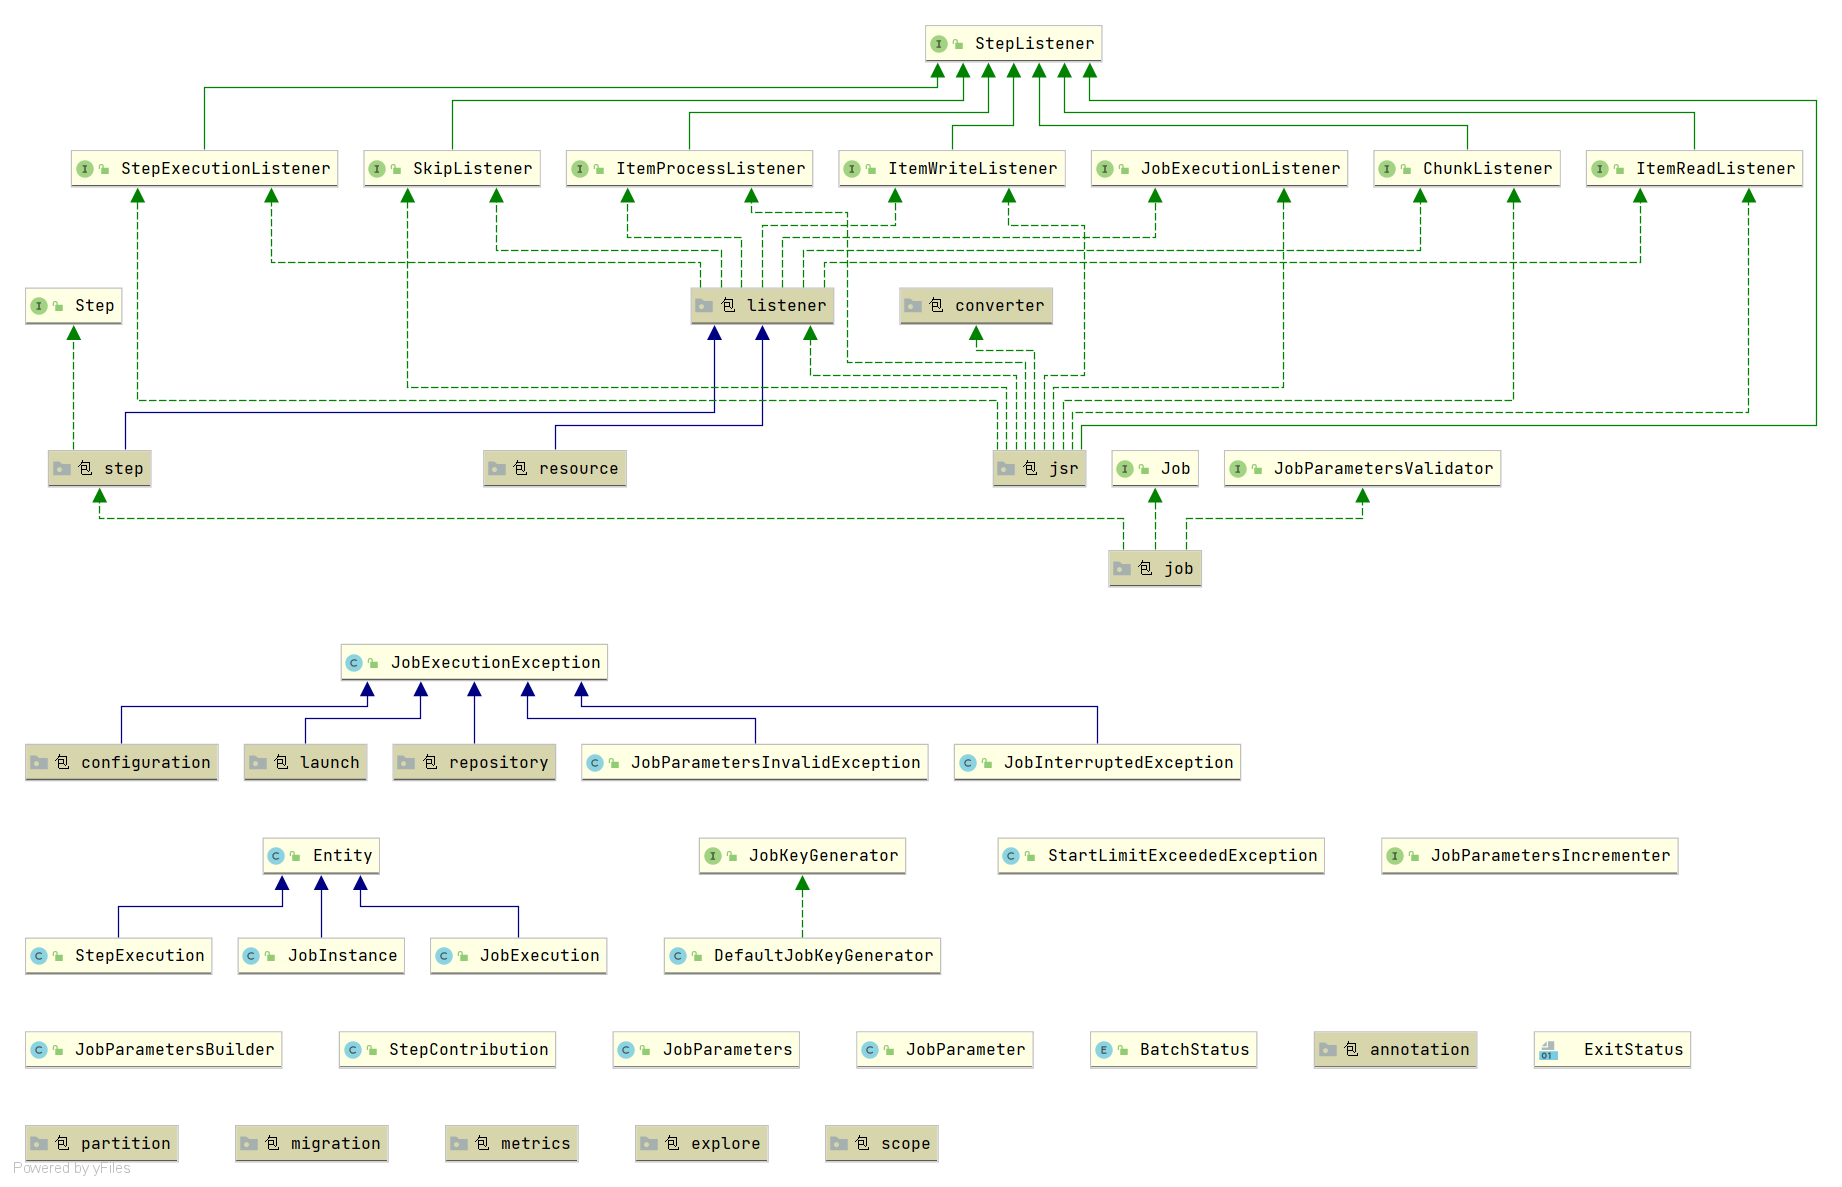 StepListener
StepExecutionListener
SkipListener
ItemProcessListener
ItemWriteListener
JobExecutionListener
ChunkListener
ItemReadListener
Step
包 listener
包 converter
包 step
包 resource
包 jsr
Job
JobParametersValidator
包 job
JobExecutionException
包 configuration
包 launch
包 repository
JobParametersInvalidException
JobInterruptedException
Entity
JobKeyGenerator
StartLimitExceededException
JobParametersIncrementer
StepExecution
JobInstance
JobExecution
DefaultJobKeyGenerator
JobParametersBuilder
StepContribution
JobParameters
JobParameter
BatchStatus
包 annotation
ExitStatus
包 partition
包 migration
包 metrics
包 explore
包 scope
Powered by yFiles